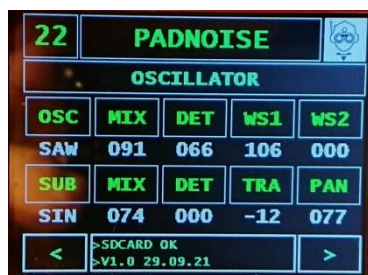 22 PADNOISE
OSCILLATOR
OSC MIX DET WS1 WS2
SAW 091 066 106 000
SUB MIX DET TRA PAN
SIN 074 000 -12 077
< >SDCARD OK >
>V1.0 29.09.21